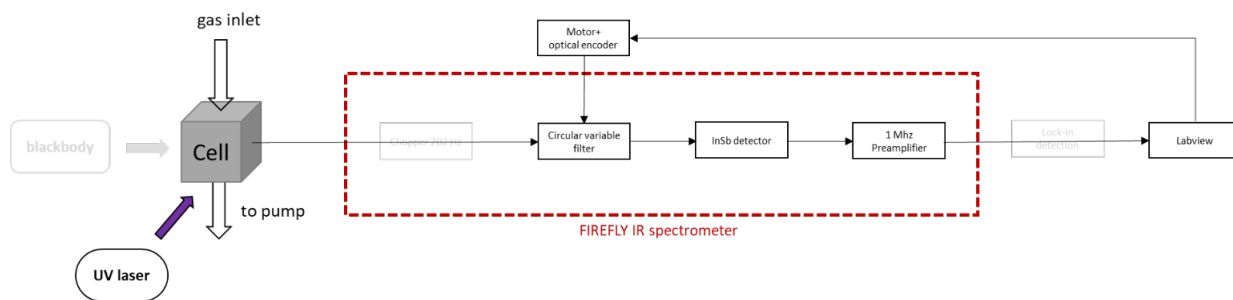 gas inlet
Motor+
optical encoder
blackbody
Cell
Chopper 202 Hz
Circular variable
filter
InSb detector
1 Mhz
Preamplifier
Lock-in
detection
Labview
to pump
FIREFLY IR spectrometer
UV laser